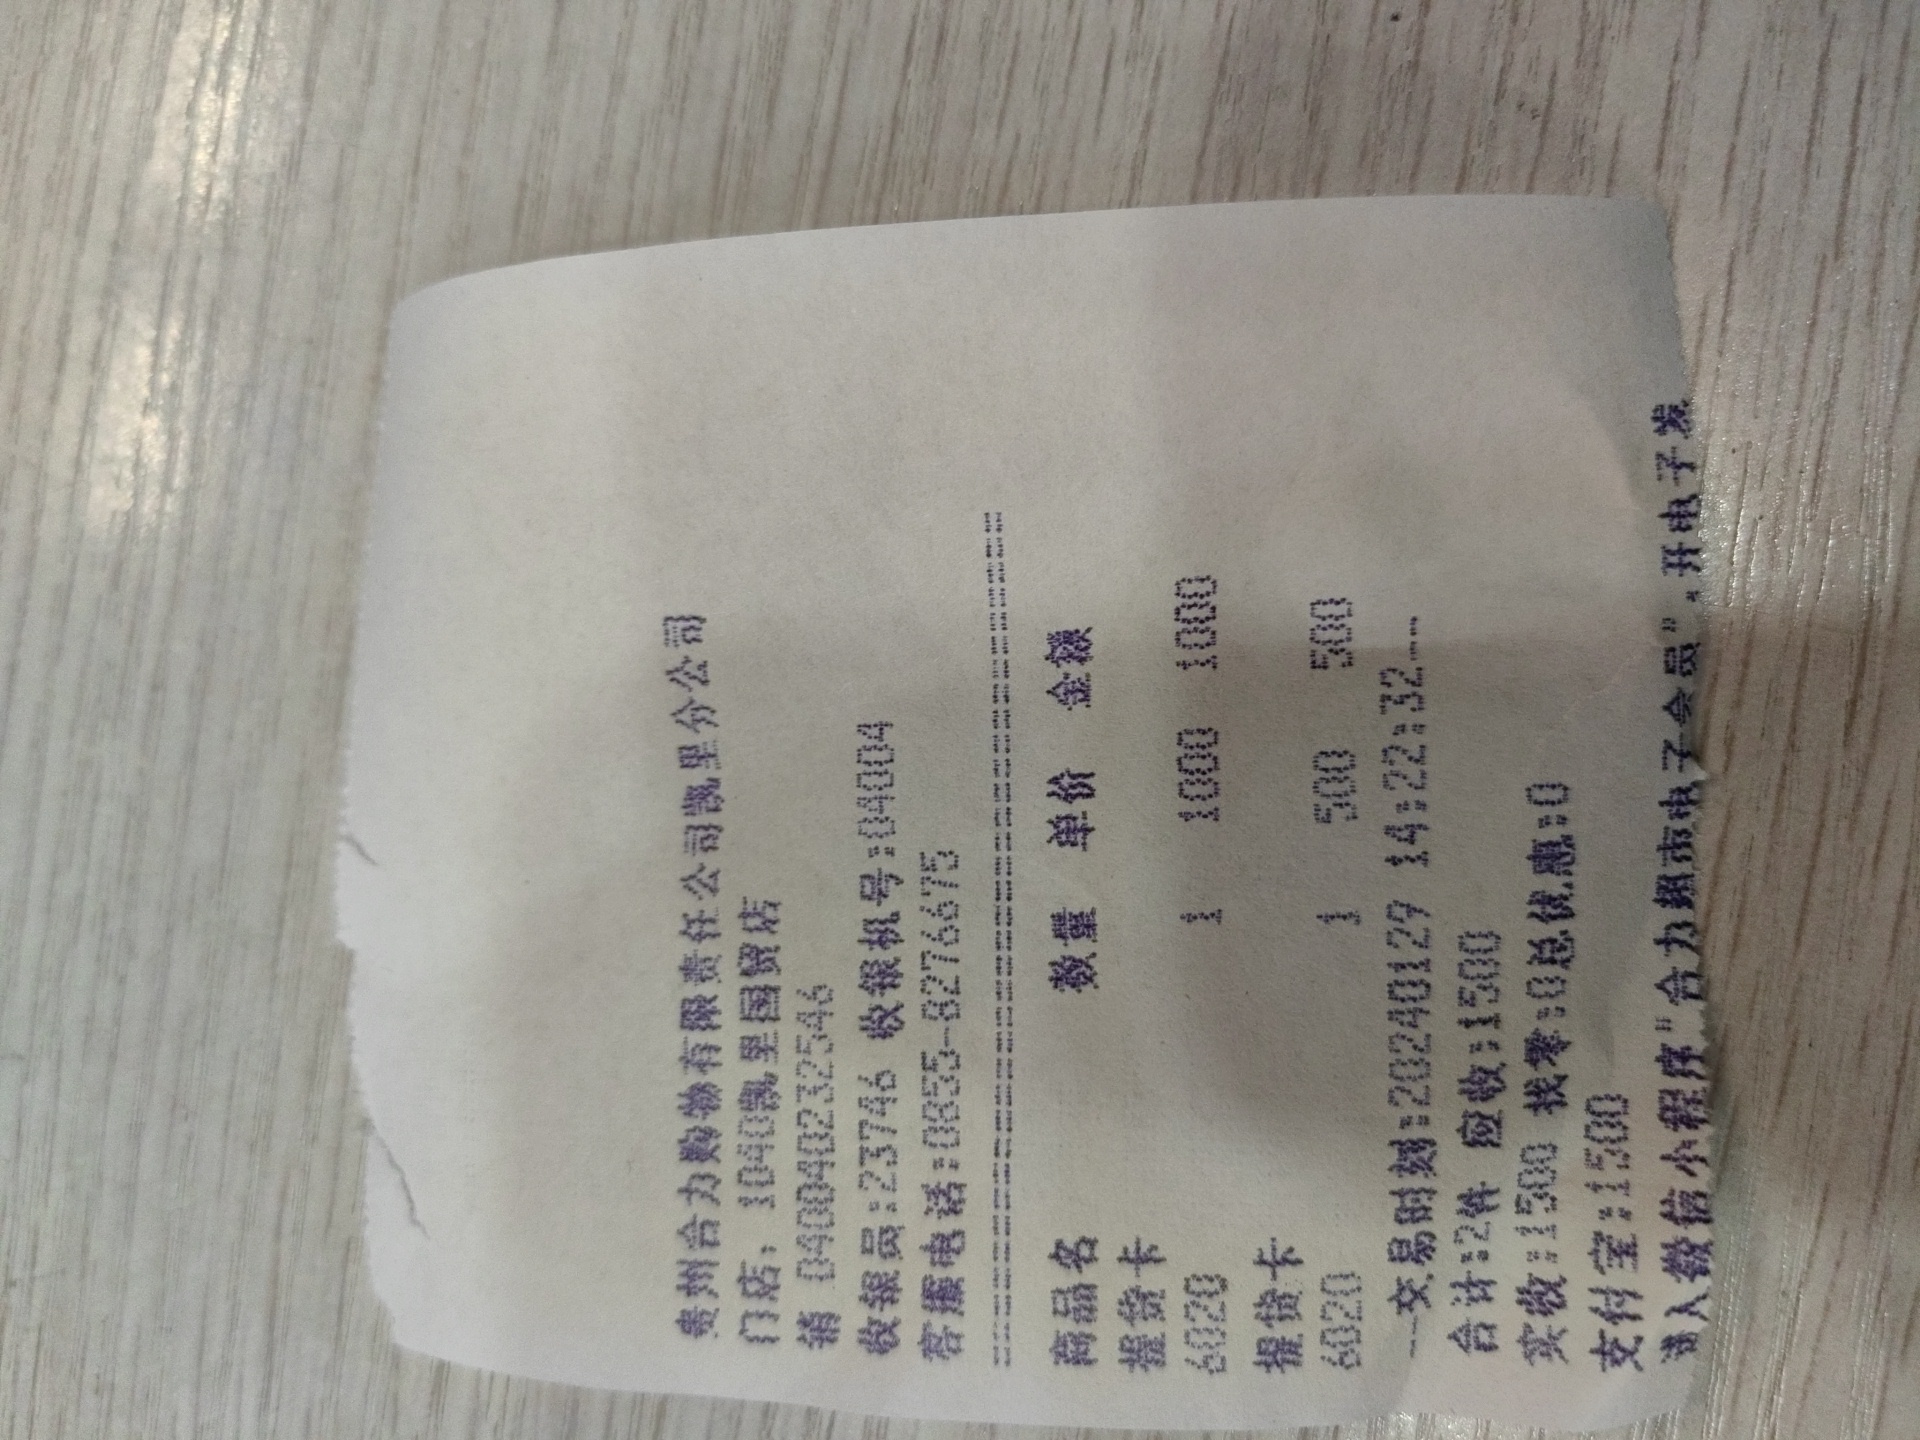 贵州合力购物有限责任公司凯里分公司
门店: 1040凯里国贸店
销 040040232546
收银员:23746 收银机号:04004
客服电话:0855-8276675
商品名 数量 单价 金额
提货卡
6020 1 1000 1000
提货卡
6020 1 500 500
---交易时刻:20240129 14:22:32---
合计:2件 应收:1500
实收:1500 找零:0总优惠:0
支付宝:1500
进入微信小程序"合力超市电子会员",开电子发